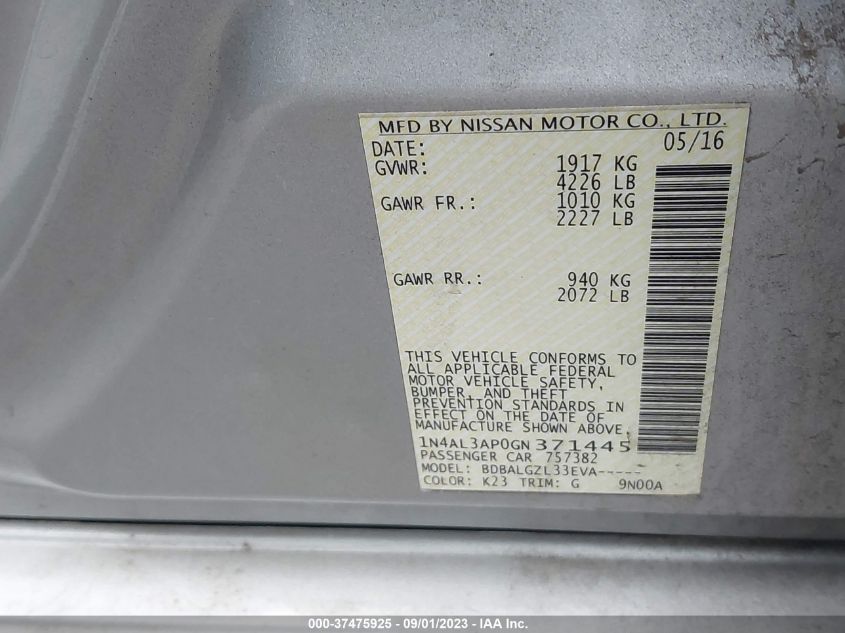 MFD BY NISSAN MOTOR CO., LTD.
DATE: 05/16
GVWR: 1917 KG
4226 LB
GAWR FR.: 1010 KG
2227 LB
GAWR RR.: 940 KG
2072 LB
THIS VEHICLE CONFORMS TO
ALL APPLICABLE FEDERAL
MOTOR VEHICLE SAFETY,
BUMPER, AND THEFT
PREVENTION STANDARDS IN
EFFECT ON THE DATE OF
MANUFACTURE SHOWN ABOVE.
1N4AL3AP0GN371445
PASSENGER CAR 757382
MODEL: BDBALGZL33EVA-----
COLOR: K23 TRIM: G 9N00A
000-37475925 - 09/01/2023 - IAA Inc.